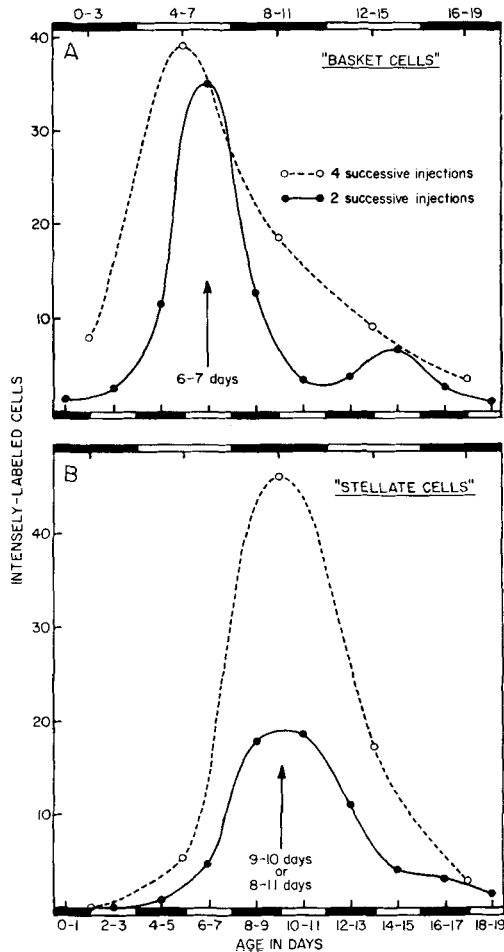 0-3 4-7 8-11 12-15 16-19
40
A
"BASKET CELLS"
30
4 successive injections
2 successive injections
20
10
6-7 days
INTENSELY-LABELED CELLS
B
"STELLATE CELLS"
40
30
20
10
9-10 days
or
8-11 days
0-1 2-3 4-5 6-7 8-9 10-11 12-13 14-15 16-17 18-19
AGE IN DAYS